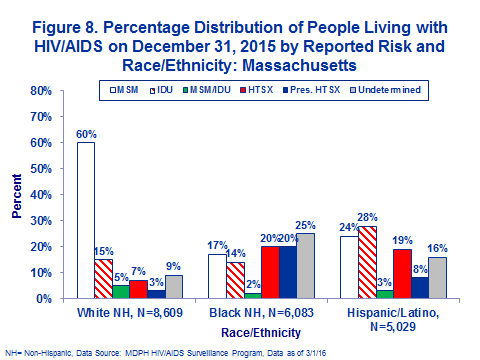 Figure 8. Percentage Distribution of People Living with
HIV/AIDS on December 31, 2015 by Reported Risk and
Race/Ethnicity: Massachusetts
MSM IDU MSM/IDU HTSX Pres. HTSX Undetermined
80%
70%
60%
50%
40%
30%
20%
10%
0%
Percent
60%
15%
5%
7%
3%
9%
17%
14%
2%
20%
20%
25%
24%
28%
3%
19%
8%
16%
White NH, N=8,609
Black NH, N=6,083
Hispanic/Latino,
N=5,029
Race/Ethnicity
NH= Non-Hispanic, Data Source: MDPH HIV/AIDS Surveillance Program, Data as of 3/1/16